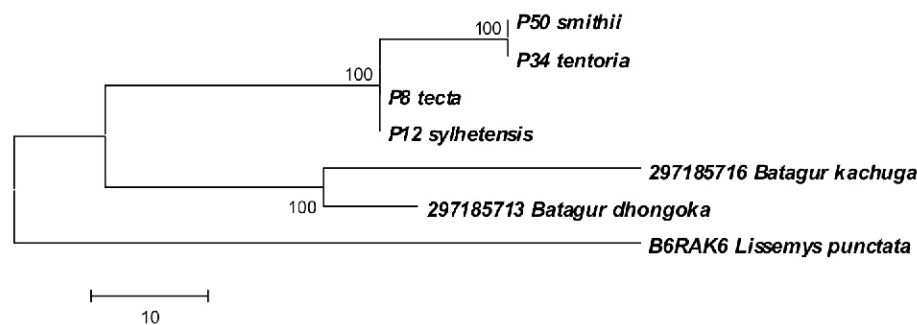 100
P50 smithii
P34 tentoria
100
P8 tecta
P12 sylhetensis
297185716 Batagur kachuga
100
297185713 Batagur dhongoka
B6RAK6 Lissemys punctata
10